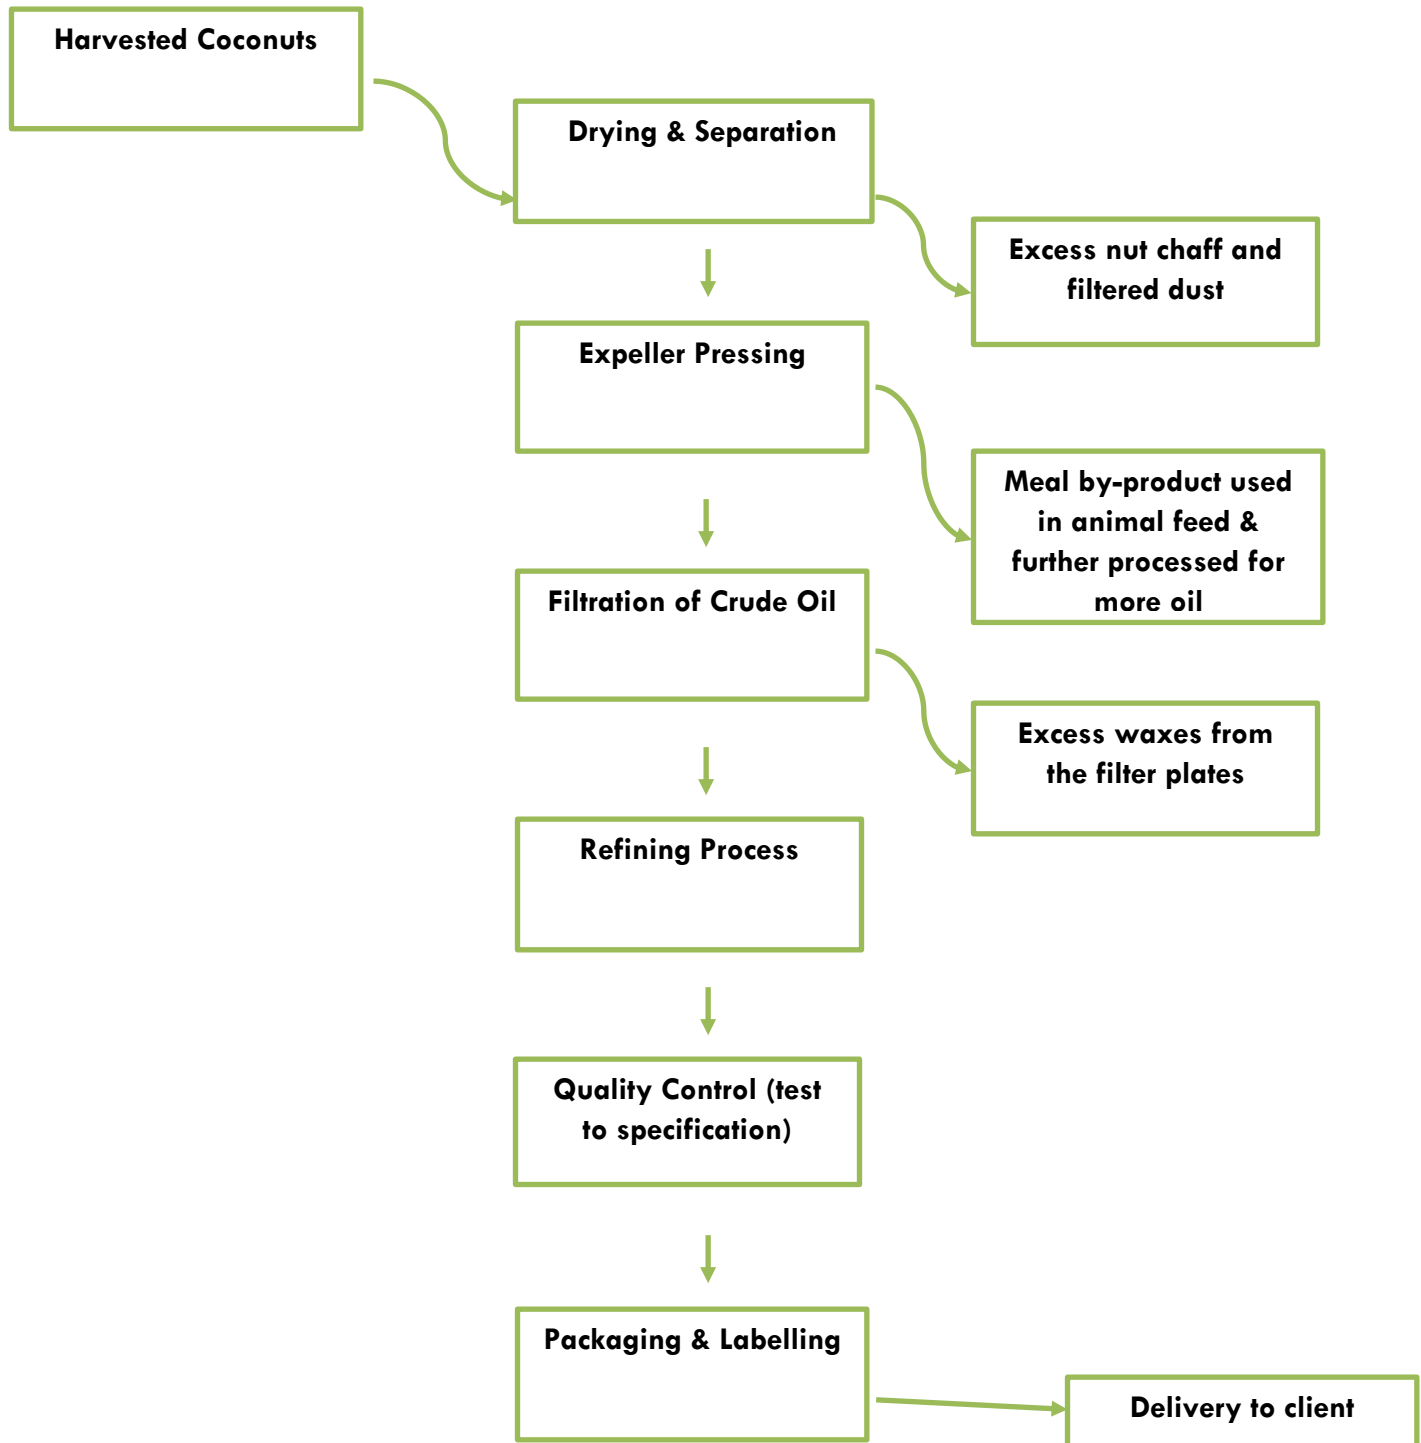 Harvested Coconuts
Drying & Separation
Excess nut chaff and
filtered dust
Expeller Pressing
Meal by-product used
in animal feed &
further processed for
more oil
Filtration of Crude Oil
Excess waxes from
the filter plates
Refining Process
Quality Control (test
to specification)
Packaging & Labelling
Delivery to client